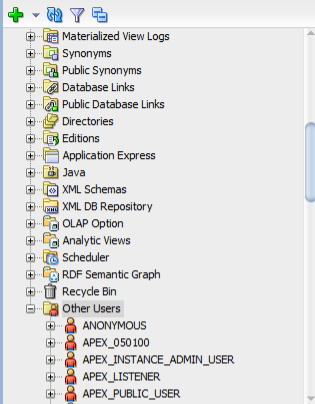 Materialized View Logs
Synonyms
Public Synonyms
Database Links
Public Database Links
Directories
Editions
Application Express
Java
XML Schemas
XML DB Repository
OLAP Option
Analytic Views
Scheduler
RDF Semantic Graph
Recycle Bin
Other Users
ANONYMOUS
APEX_050100
APEX_INSTANCE_ADMIN_USER
APEX_LISTENER
APEX_PUBLIC_USER